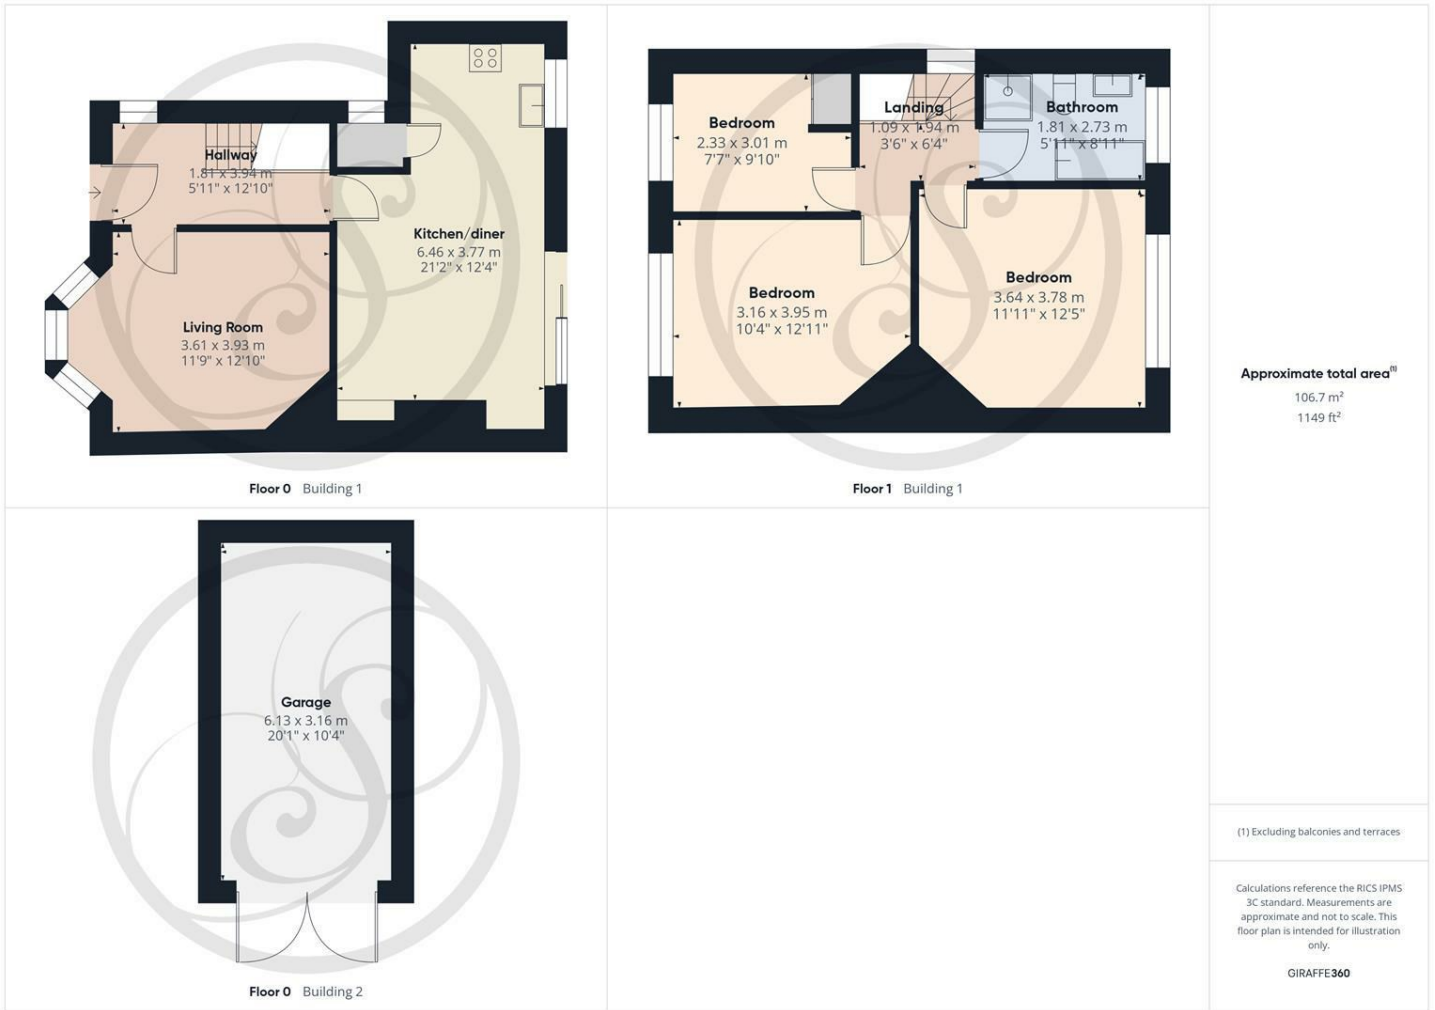 Hallway
1.81 x 3.94 m
5'11" x 12'10"
Kitchen/diner
6.46 x 3.77 m
21'2" x 12'4"
Living Room
3.61 x 3.93 m
11'9" x 12'10"
Floor 0 Building 1
Bedroom
2.33 x 3.01 m
7'7" x 9'10"
Landing
1.09 x 1.94 m
3'6" x 6'4"
Bathroom
1.81 x 2.73 m
5'11" x 8'11"
Bedroom
3.16 x 3.95 m
10'4" x 12'11"
Bedroom
3.64 x 3.78 m
11'11" x 12'5"
Floor 1 Building 1
Garage
6.13 x 3.16 m
20'1" x 10'4"
Floor 0 Building 2
Approximate total area(1)
106.7 m²
1149 ft²
(1) Excluding balconies and terraces
Calculations reference the RICS IPMS
3C standard. Measurements are
approximate and not to scale. This
floor plan is intended for illustration
only.
GIRAFFE360